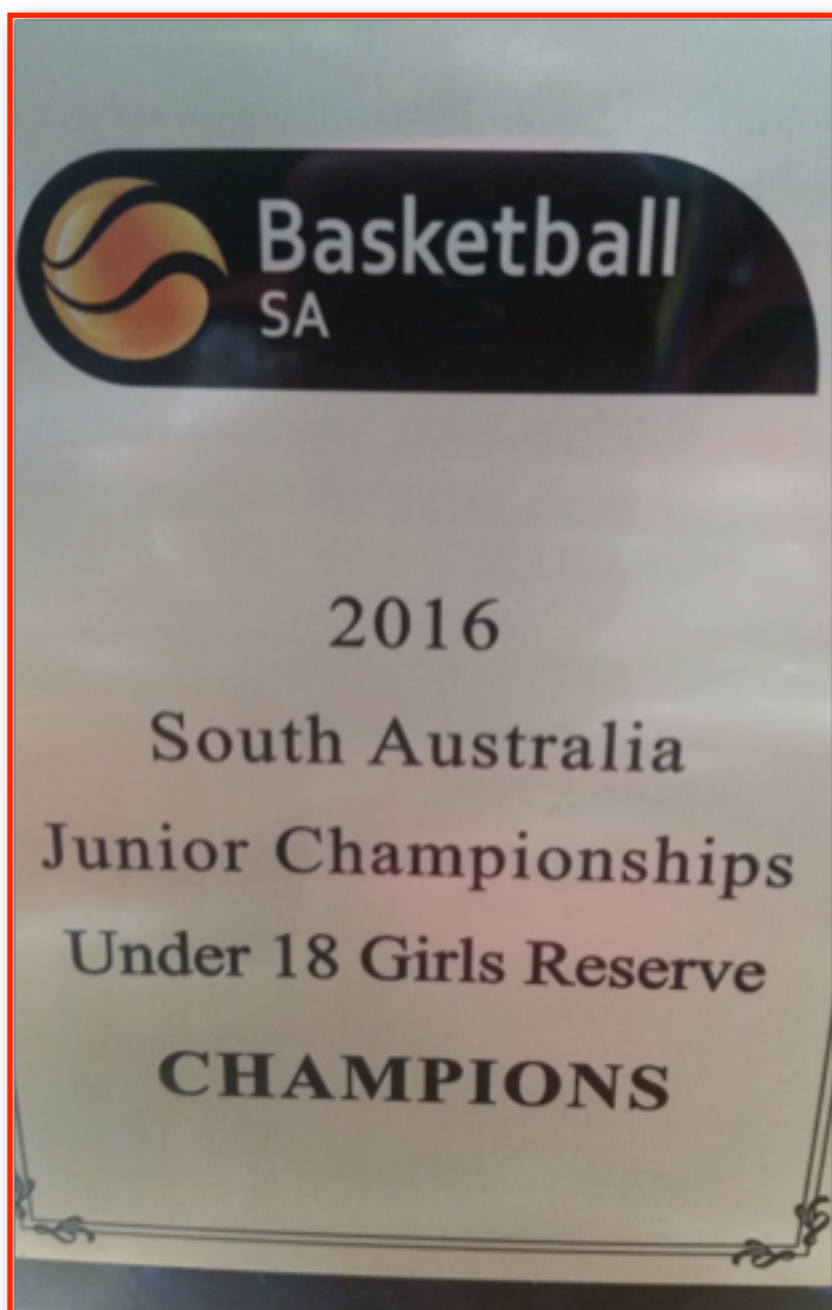 Basketball
SA
2016
South Australia
Junior Championships
Under 18 Girls Reserve
CHAMPIONS